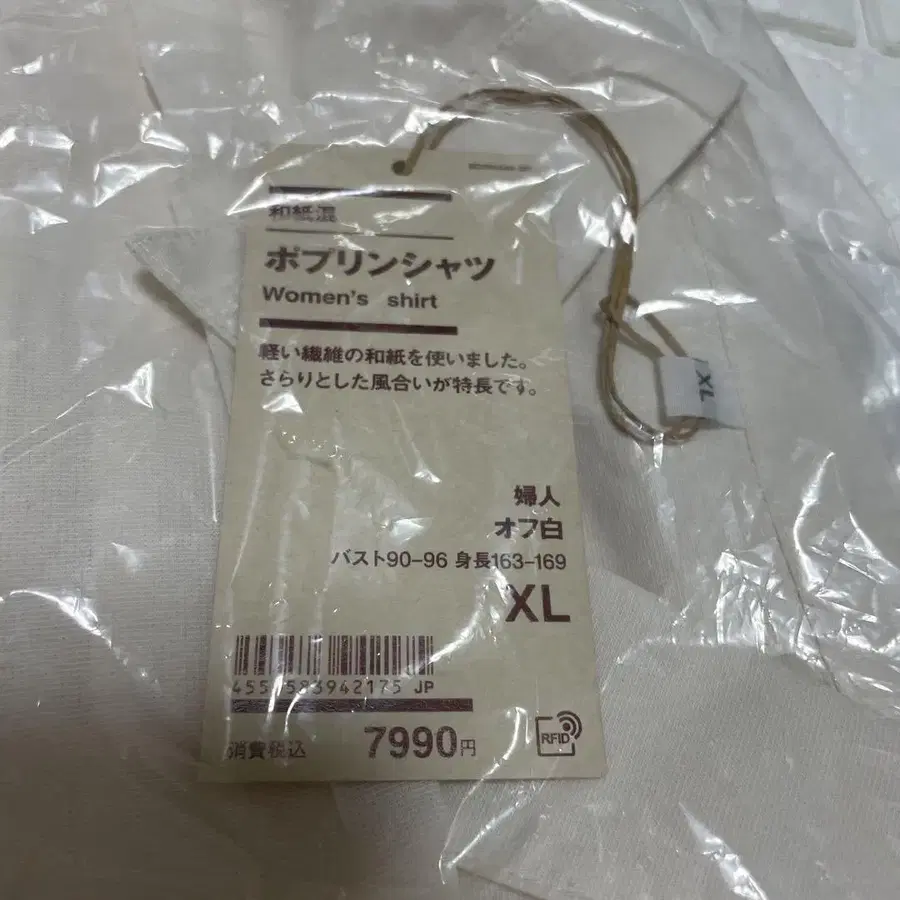 和紙混
ポプリンシャツ
Women's shirt
軽い繊維の和紙を使いました。
さらりとした風合いが特長です。
婦人
オフ白
バスト90-96 身長163-169
XL
JP
消費税込 7990円
RFID
XL